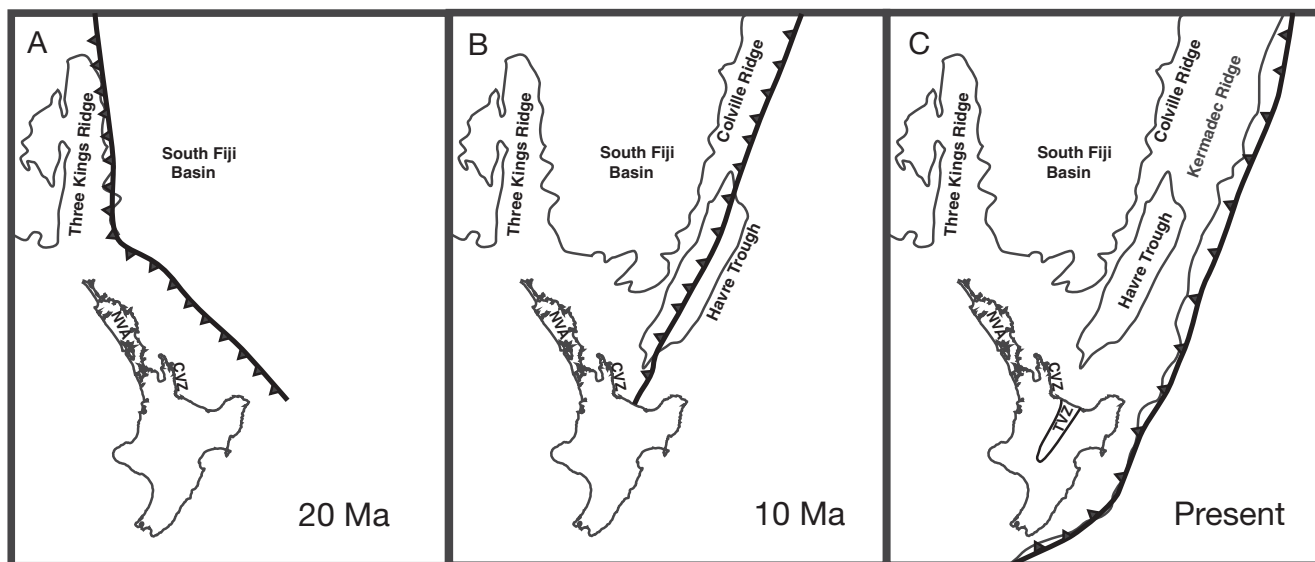 A
Three Kings Ridge
South Fiji
Basin
NVA
CVZ
20 Ma
B
Three Kings Ridge
South Fiji
Basin
Colville Ridge
Havre Trough
NVA
CVZ
10 Ma
C
Three Kings Ridge
South Fiji
Basin
Colville Ridge
Kermadec Ridge
Havre Trough
NVA
CVZ
TVZ
Present